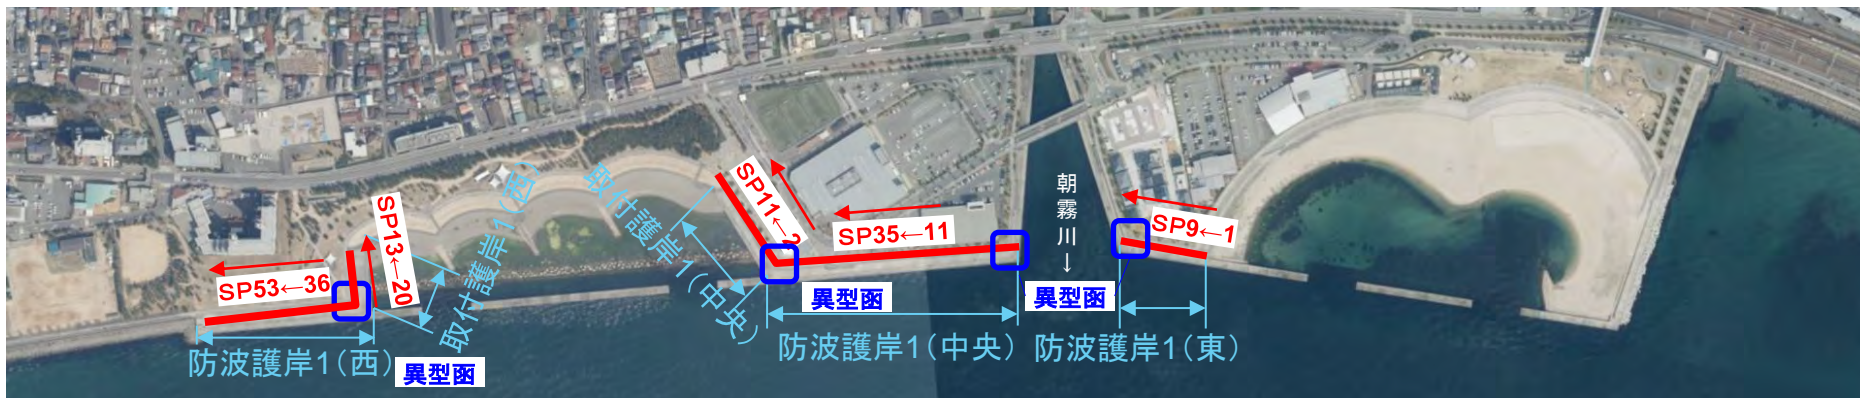 SP53←36
SP13←20
取付護岸1(西)
防波護岸1(西)
異型函
取付護岸1(中央)
SP11←2
SP35←11
異型函
防波護岸1(中央)
朝霧川→
異型函
SP9←1
防波護岸1(東)